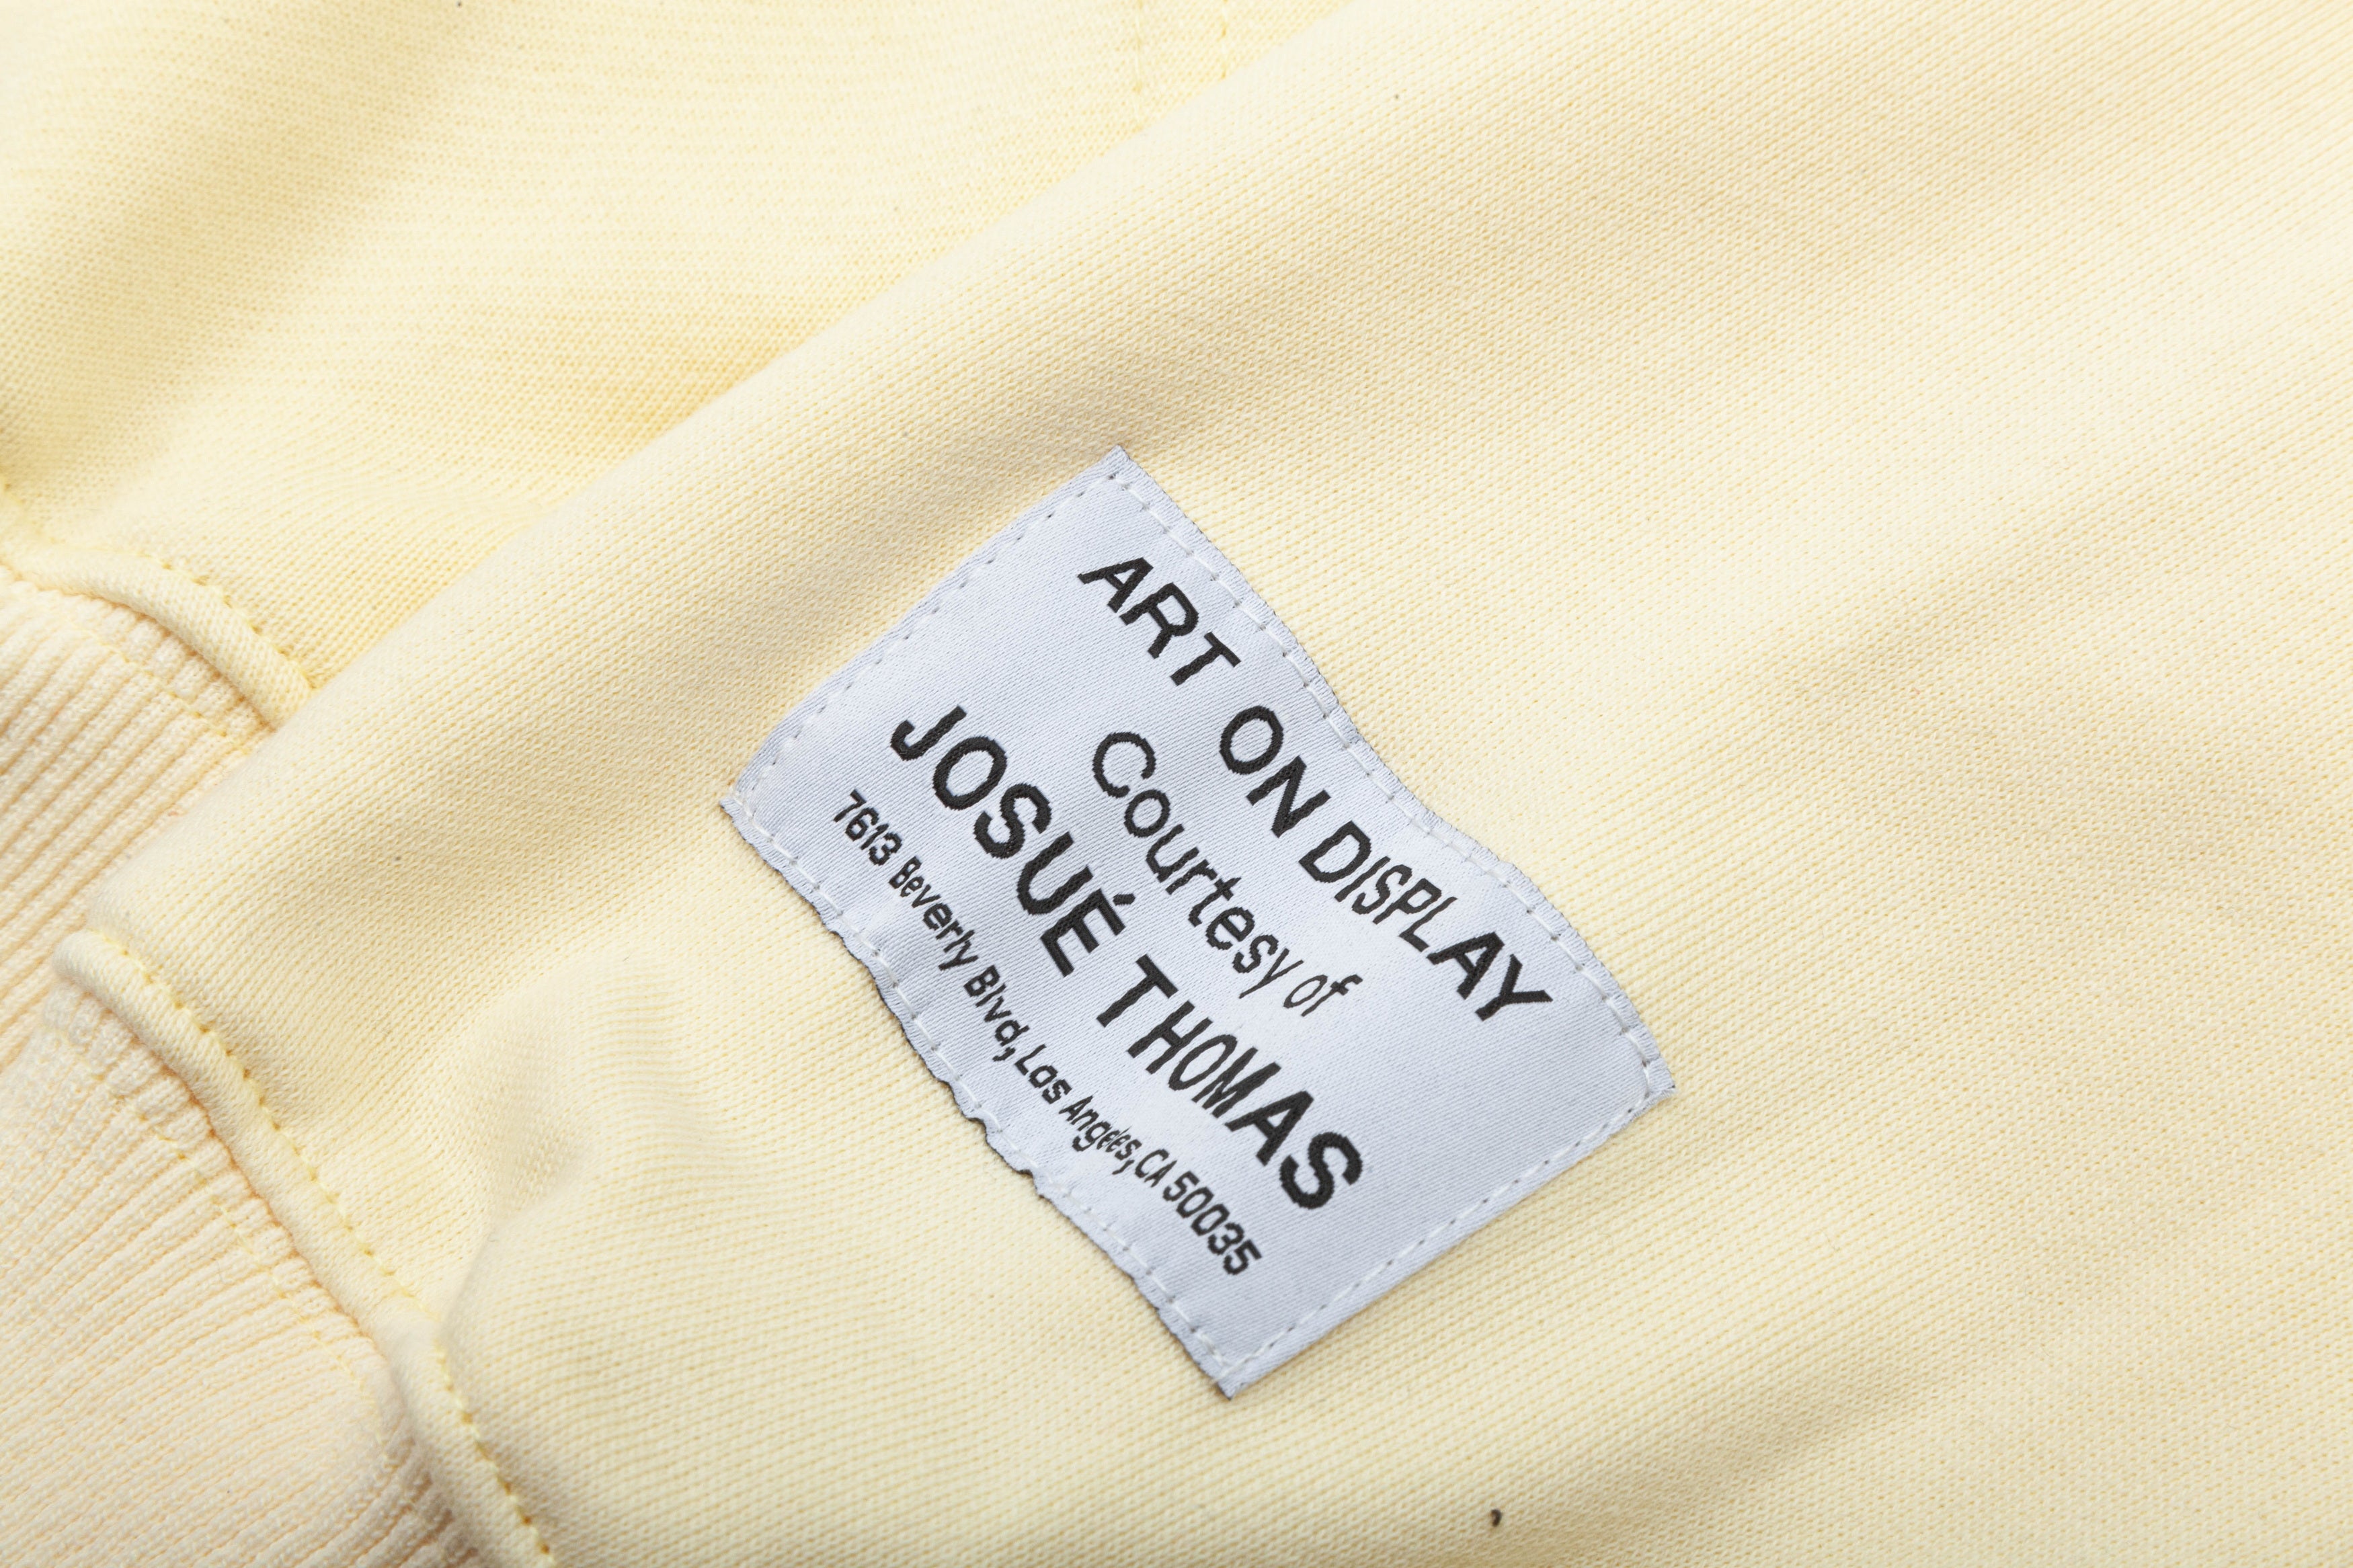 ART ON DISPLAY
Courtesy of
JOSUÉ THOMAS
7613 Beverly Blvd, Los Angeles, CA 50035